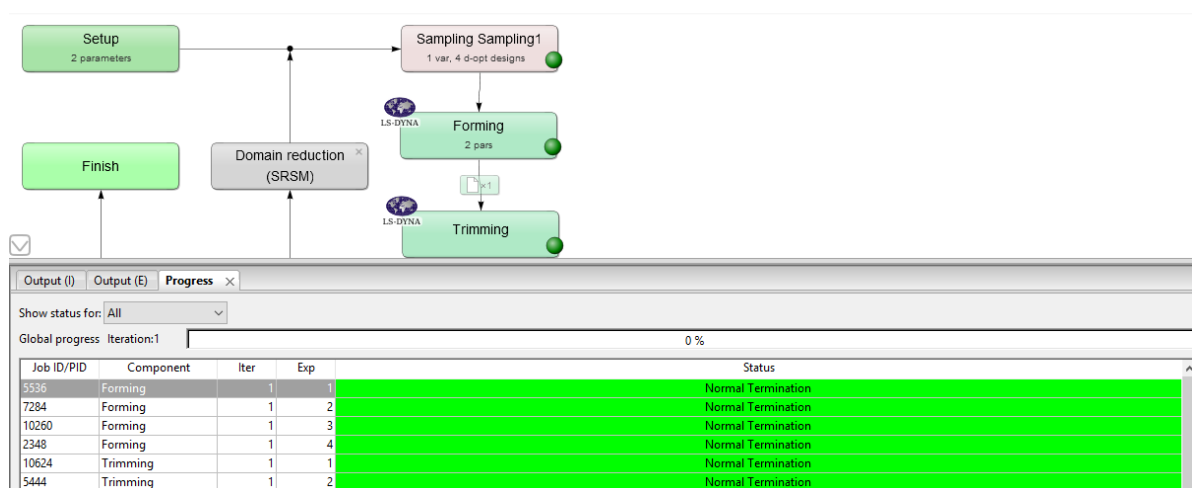 Setup
2 parameters
Sampling Sampling1
1 var, 4 d-opt designs
LS-DYNA
Forming
2 pars
Finish
Domain reduction
(SRSM)
×1
LS-DYNA
Trimming
Output (I) Output (E) Progress
Show status for: All
Global progress Iteration:1 0 %
Job ID/PID Component Iter Exp Status
5536 Forming 1 1 Normal Termination
7284 Forming 1 2 Normal Termination
10260 Forming 1 3 Normal Termination
2348 Forming 1 4 Normal Termination
10624 Trimming 1 1 Normal Termination
5444 Trimming 1 2 Normal Termination